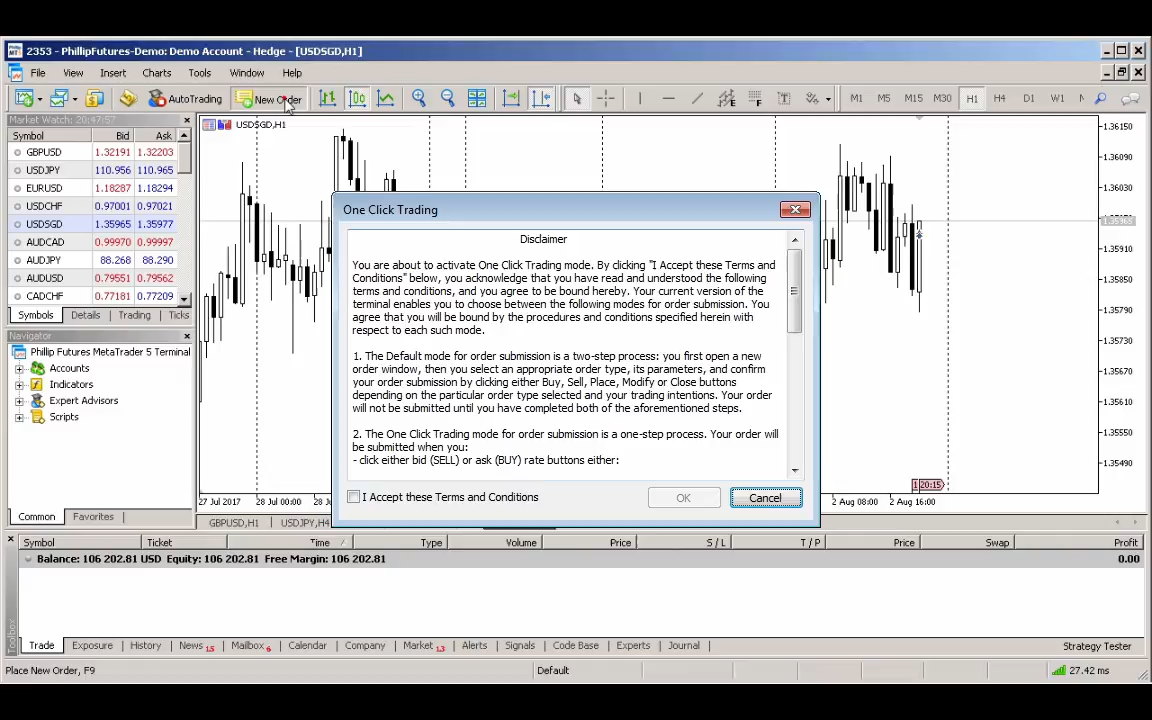 2353 - PhillipFutures-Demo: Demo Account - Hedge - [USDSGD,H1]
File View Insert Charts Tools Window Help
AutoTrading New Order M1 M5 M15 M30 H1 H4 D1 W1
Market Watch: 20:47:57
Symbol Bid Ask
GBPUSD 1.32191 1.32203
USDJPY 110.956 110.965
EURUSD 1.18287 1.18294
USDCHF 0.97001 0.97021
USDSGD 1.35965 1.35977
AUDCAD 0.99970 0.99997
AUDJPY 88.268 88.290
AUDUSD 0.79551 0.79562
CADCHF 0.77181 0.77209
Symbols Details Trading Ticks
Navigator
Phillip Futures MetaTrader 5 Terminal
Accounts
Indicators
Expert Advisors
Scripts
Common Favorites
USDSGD,H1
1.36150
1.36090
1.36030
1.35965
1.35910
1.35850
1.35790
1.35730
1.35670
1.35610
1.35550
1.35490
20:15
27 Jul 2017 28 Jul 00:00 28 Jul 2 Aug 08:00 2 Aug 16:00
GBPUSD,H1 USDJPY,H4
One Click Trading
Disclaimer
You are about to activate One Click Trading mode. By clicking "I Accept these Terms and
Conditions" below, you acknowledge that you have read and understood the following
terms and conditions, and you agree to be bound hereby. Your current version of the
terminal enables you to choose between the following modes for order submission. You
agree that you will be bound by the procedures and conditions specified herein with
respect to each such mode.
1. The Default mode for order submission is a two-step process: you first open a new
order window, then you select an appropriate order type, its parameters, and confirm
your order submission by clicking either Buy, Sell, Place, Modify or Close buttons
depending on the particular order type selected and your trading intentions. Your order
will not be submitted until you have completed both of the aforementioned steps.
2. The One Click Trading mode for order submission is a one-step process. Your order will
be submitted when you:
- click either bid (SELL) or ask (BUY) rate buttons either:
I Accept these Terms and Conditions OK Cancel
Symbol Ticket Time Type Volume Price S / L T / P Price Swap Profit
Balance: 106 202.81 USD Equity: 106 202.81 Free Margin: 106 202.81 0.00
Toolbox
Trade Exposure History News 15 Mailbox 6 Calendar Company Market 13 Alerts Signals Code Base Experts Journal Strategy Tester
Place New Order, F9 Default 27.42 ms